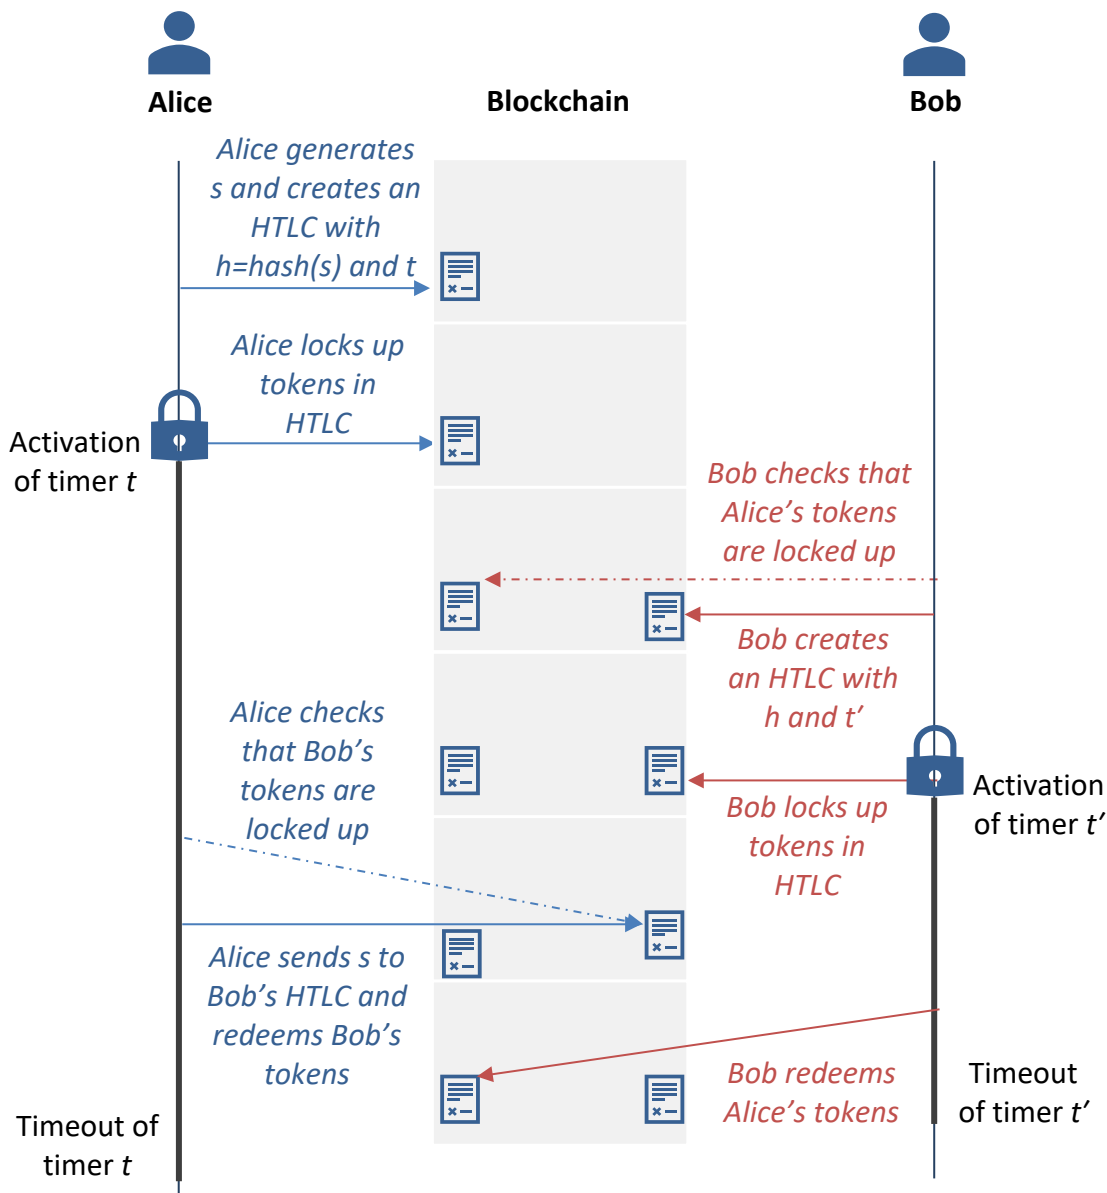 Alice
Blockchain
Bob
Alice generates
s and creates an
HTLC with
h=hash(s) and t
Alice locks up
tokens in
HTLC
Activation
of timer t
Bob checks that
Alice’s tokens
are locked up
Bob creates
an HTLC with
h and t’
Alice checks
that Bob’s
tokens are
locked up
Activation
of timer t’
Bob locks up
tokens in
HTLC
Alice sends s to
Bob’s HTLC and
redeems Bob’s
tokens
Bob redeems
Alice’s tokens
Timeout
of timer t’
Timeout of
timer t